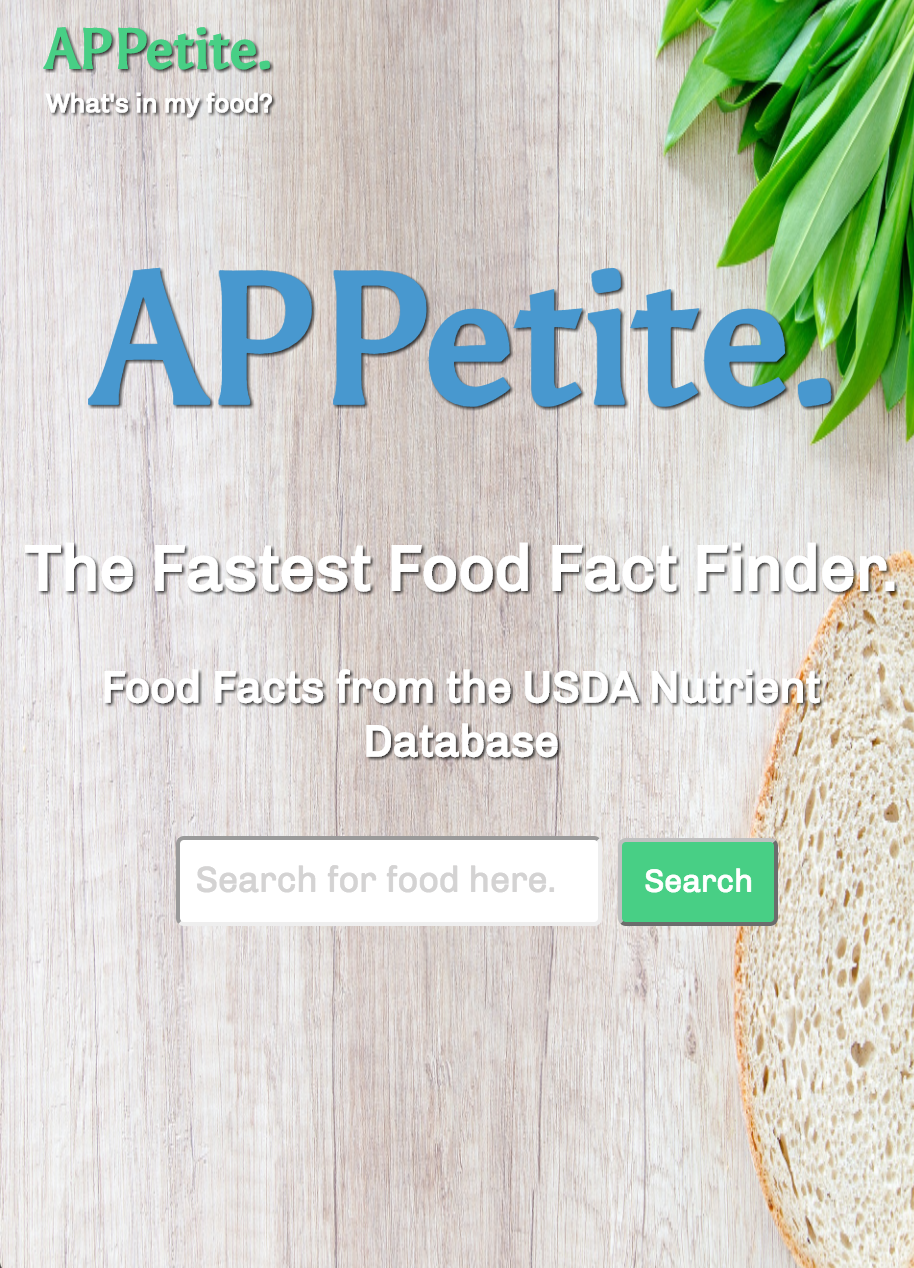 APPetite.
What's in my food?
APPetite.
The Fastest Food Fact Finder.
Food Facts from the USDA Nutrient
Database
Search for food here.
Search